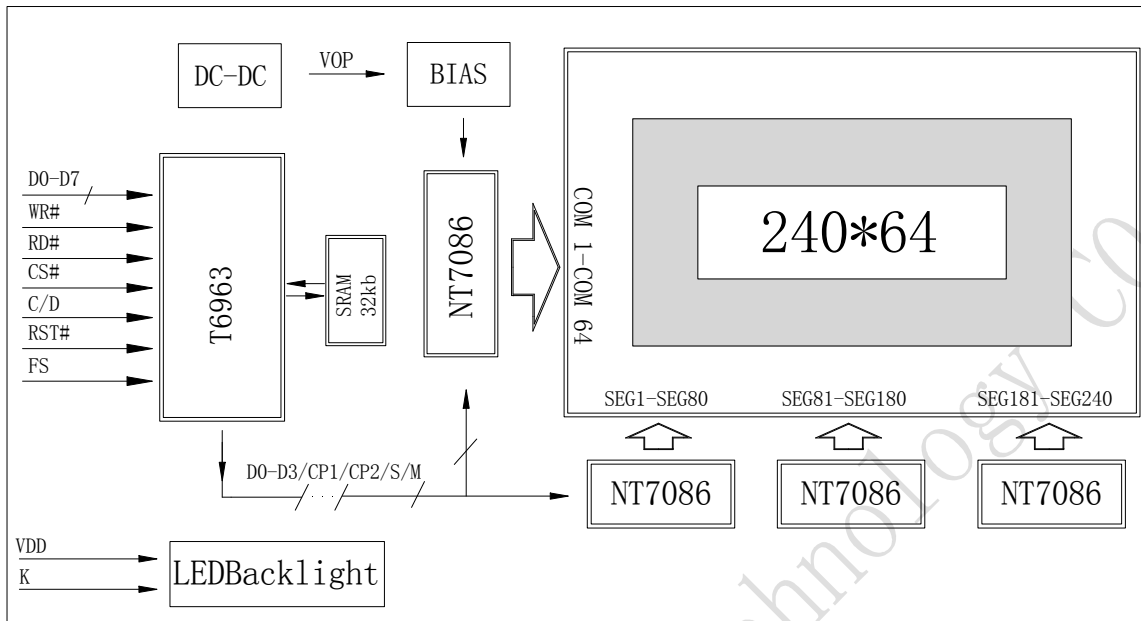 DC-DC
VOP
BIAS
D0-D7
WR#
RD#
CS#
C/D
RST#
FS
T6963
SRAM
32kb
NT7086
COM 1-COM 64
240*64
SEG1-SEG80
SEG81-SEG180
SEG181-SEG240
D0-D3/CP1/CP2/S/M
NT7086
NT7086
NT7086
VDD
K
LEDBacklight